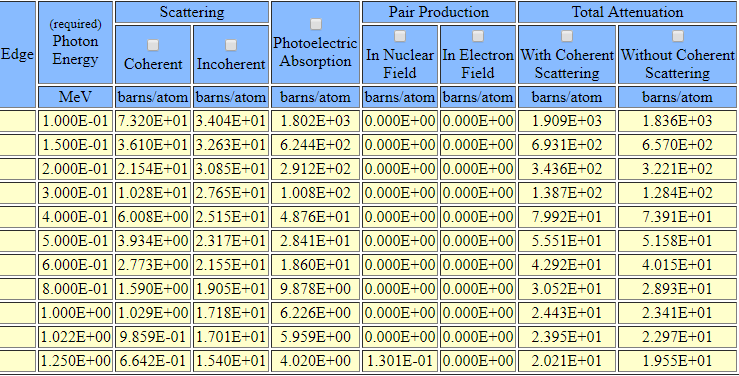 Edge (required) Photon Energy Scattering Photoelectric Absorption Pair Production Total Attenuation
Coherent Incoherent In Nuclear Field In Electron Field With Coherent Scattering Without Coherent Scattering
MeV barns/atom barns/atom barns/atom barns/atom barns/atom barns/atom barns/atom
1.000E-01 7.320E+01 3.404E+01 1.802E+03 0.000E+00 0.000E+00 1.909E+03 1.836E+03
1.500E-01 3.610E+01 3.263E+01 6.244E+02 0.000E+00 0.000E+00 6.931E+02 6.570E+02
2.000E-01 2.154E+01 3.085E+01 2.912E+02 0.000E+00 0.000E+00 3.436E+02 3.221E+02
3.000E-01 1.028E+01 2.765E+01 1.008E+02 0.000E+00 0.000E+00 1.387E+02 1.284E+02
4.000E-01 6.008E+00 2.515E+01 4.876E+01 0.000E+00 0.000E+00 7.992E+01 7.391E+01
5.000E-01 3.934E+00 2.317E+01 2.841E+01 0.000E+00 0.000E+00 5.551E+01 5.158E+01
6.000E-01 2.773E+00 2.155E+01 1.860E+01 0.000E+00 0.000E+00 4.292E+01 4.015E+01
8.000E-01 1.590E+00 1.905E+01 9.878E+00 0.000E+00 0.000E+00 3.052E+01 2.893E+01
1.000E+00 1.029E+00 1.718E+01 6.226E+00 0.000E+00 0.000E+00 2.443E+01 2.341E+01
1.022E+00 9.859E-01 1.701E+01 5.959E+00 0.000E+00 0.000E+00 2.395E+01 2.297E+01
1.250E+00 6.642E-01 1.540E+01 4.020E+00 1.301E-01 0.000E+00 2.021E+01 1.955E+01